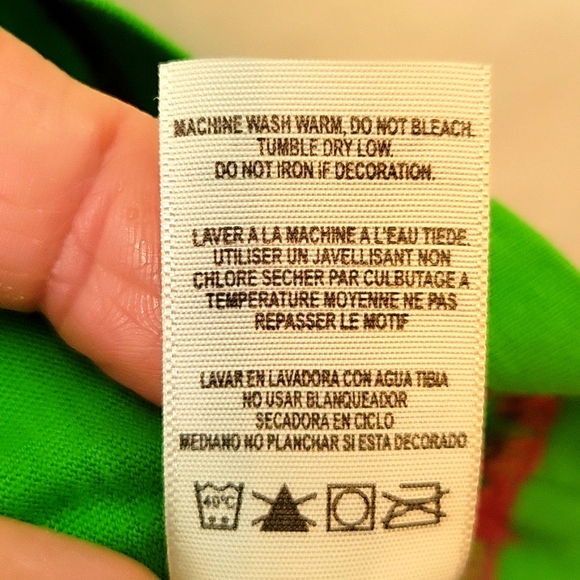 MACHINE WASH WARM, DO NOT BLEACH.
TUMBLE DRY LOW.
DO NOT IRON IF DECORATION.
LAVER A LA MACHINE A L'EAU TIEDE.
UTILISER UN JAVELLISANT NON
CHLORE SECHER PAR CULBUTAGE A
TEMPERATURE MOYENNE NE PAS
REPASSER LE MOTIF
LAVAR EN LAVADORA CON AGUA TIBIA
NO USAR BLANQUEADOR
SECADORA EN CICLO
MEDIANO NO PLANCHAR SI ESTA DECORADO
40°C